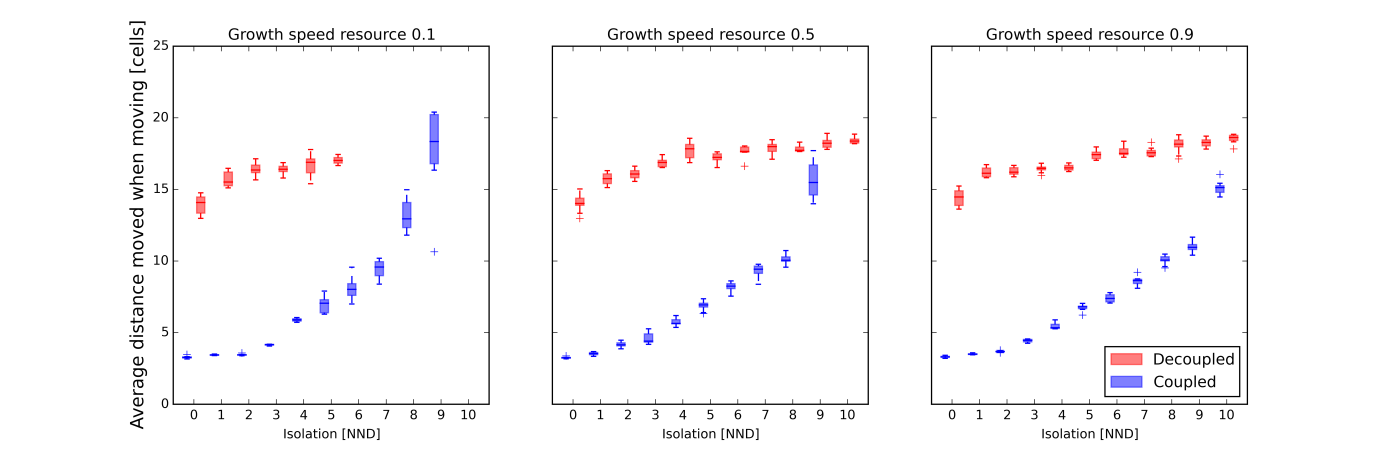 Growth speed resource 0.1
Growth speed resource 0.5
Growth speed resource 0.9
Average distance moved when moving [cells]
25
20
15
10
5
0
0 1 2 3 4 5 6 7 8 9 10
0 1 2 3 4 5 6 7 8 9 10
0 1 2 3 4 5 6 7 8 9 10
Isolation [NND]
Isolation [NND]
Isolation [NND]
Decoupled
Coupled